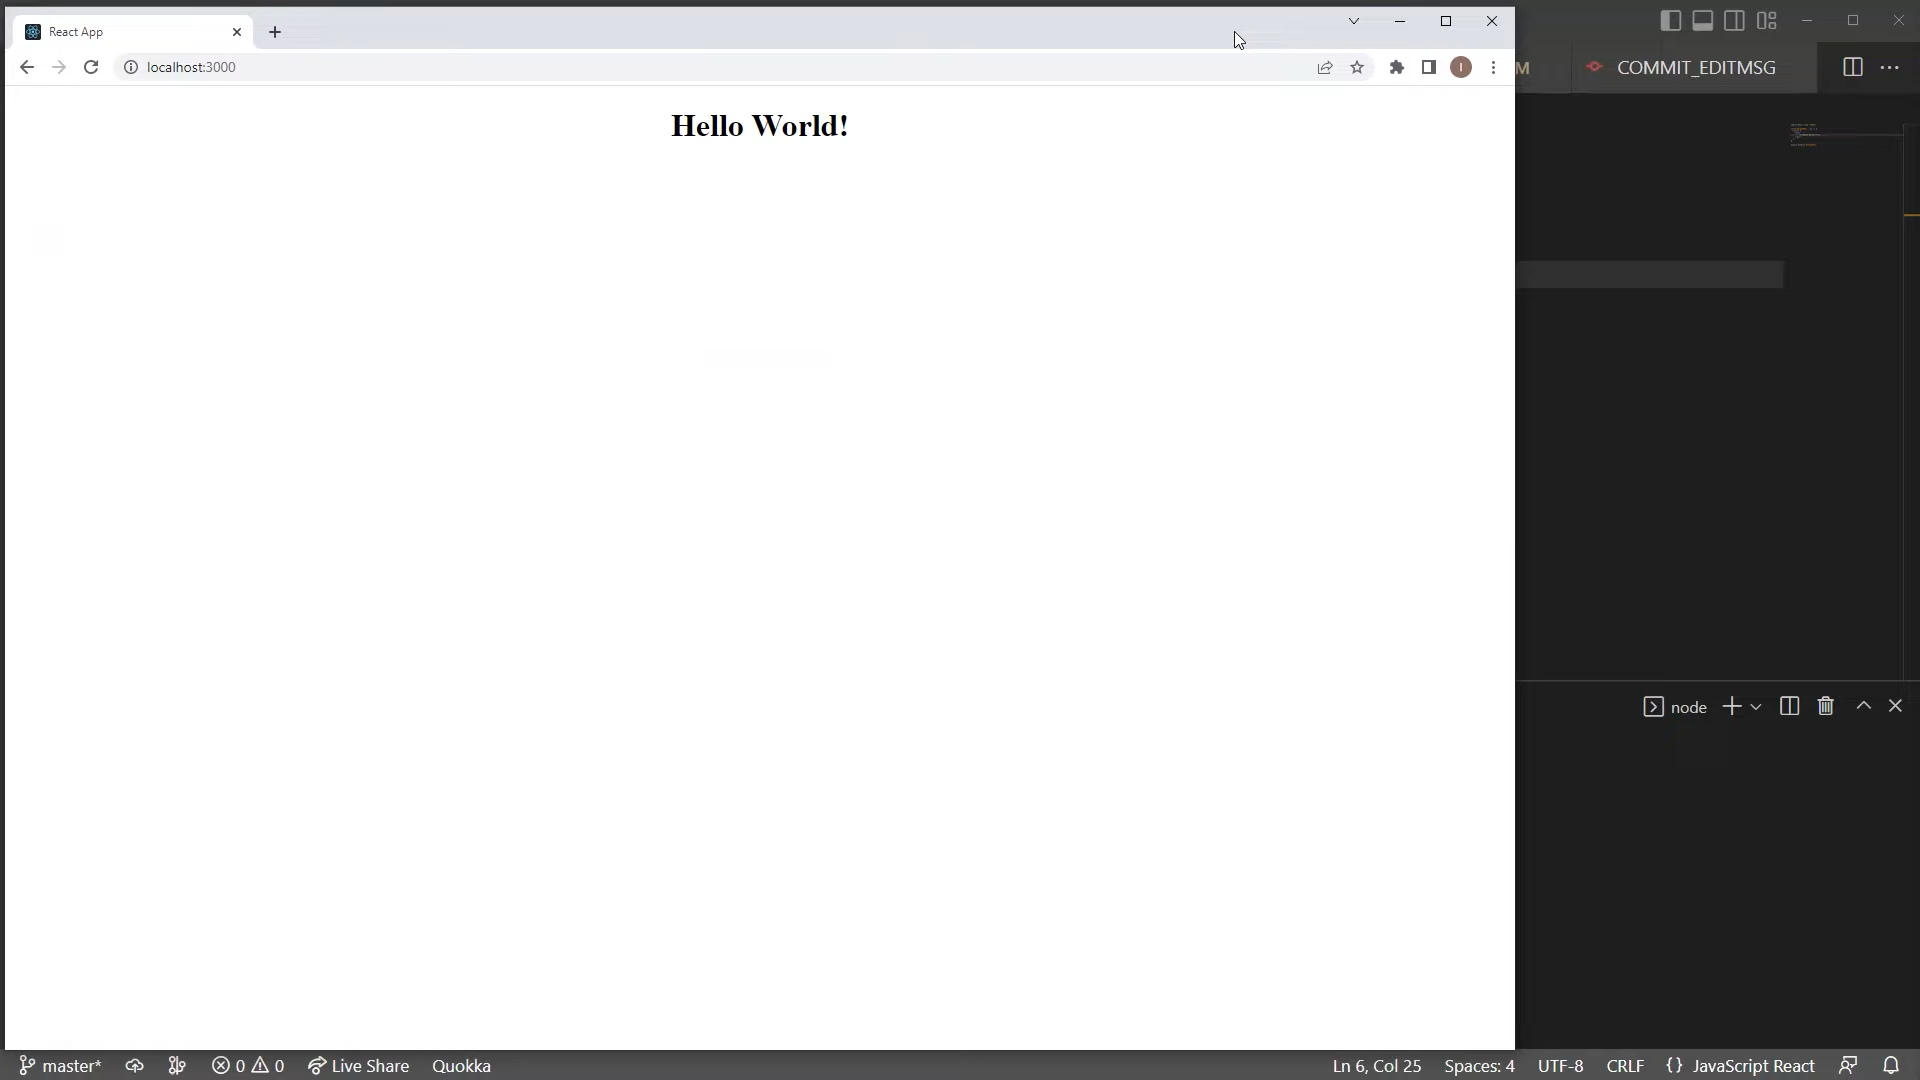 React App
localhost:3000
I
M
COMMIT_EDITMSG
Hello World!
node
master*
0
0
Live Share
Quokka
Ln 6, Col 25
Spaces: 4
UTF-8
CRLF
{ } JavaScript React